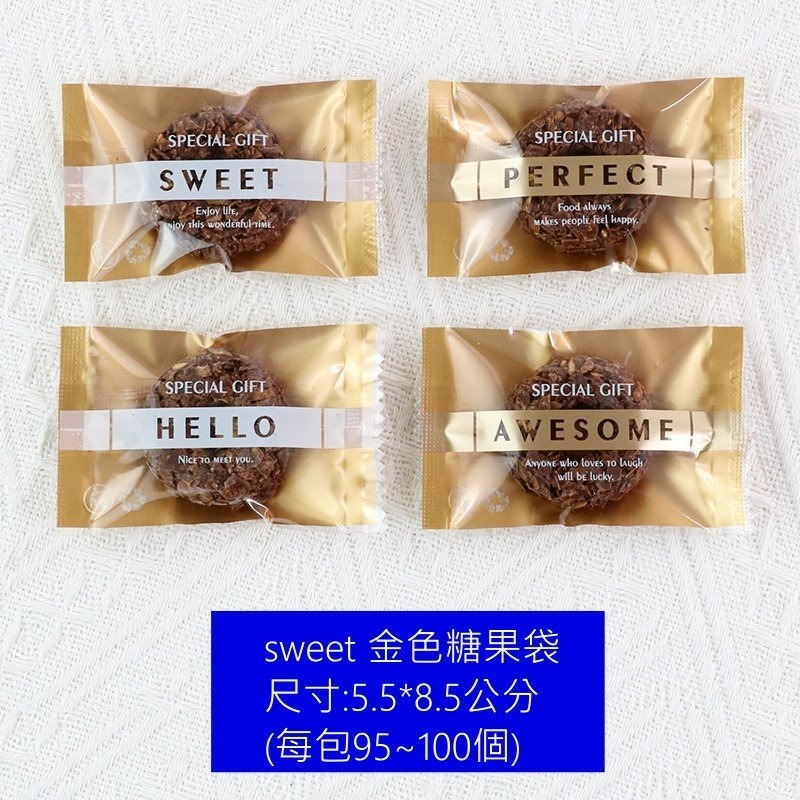 SPECIAL GIFT
SWEET
Enjoy life,
enjoy this wonderful time.
SPECIAL GIFT
PERFECT
Food always
makes people feel happy.
SPECIAL GIFT
HELLO
Nice to meet you.
SPECIAL GIFT
AWESOME
Anyone who loves to laugh
will be lucky.
sweet 金色糖果袋
尺寸:5.5*8.5公分
(每包95~100個)